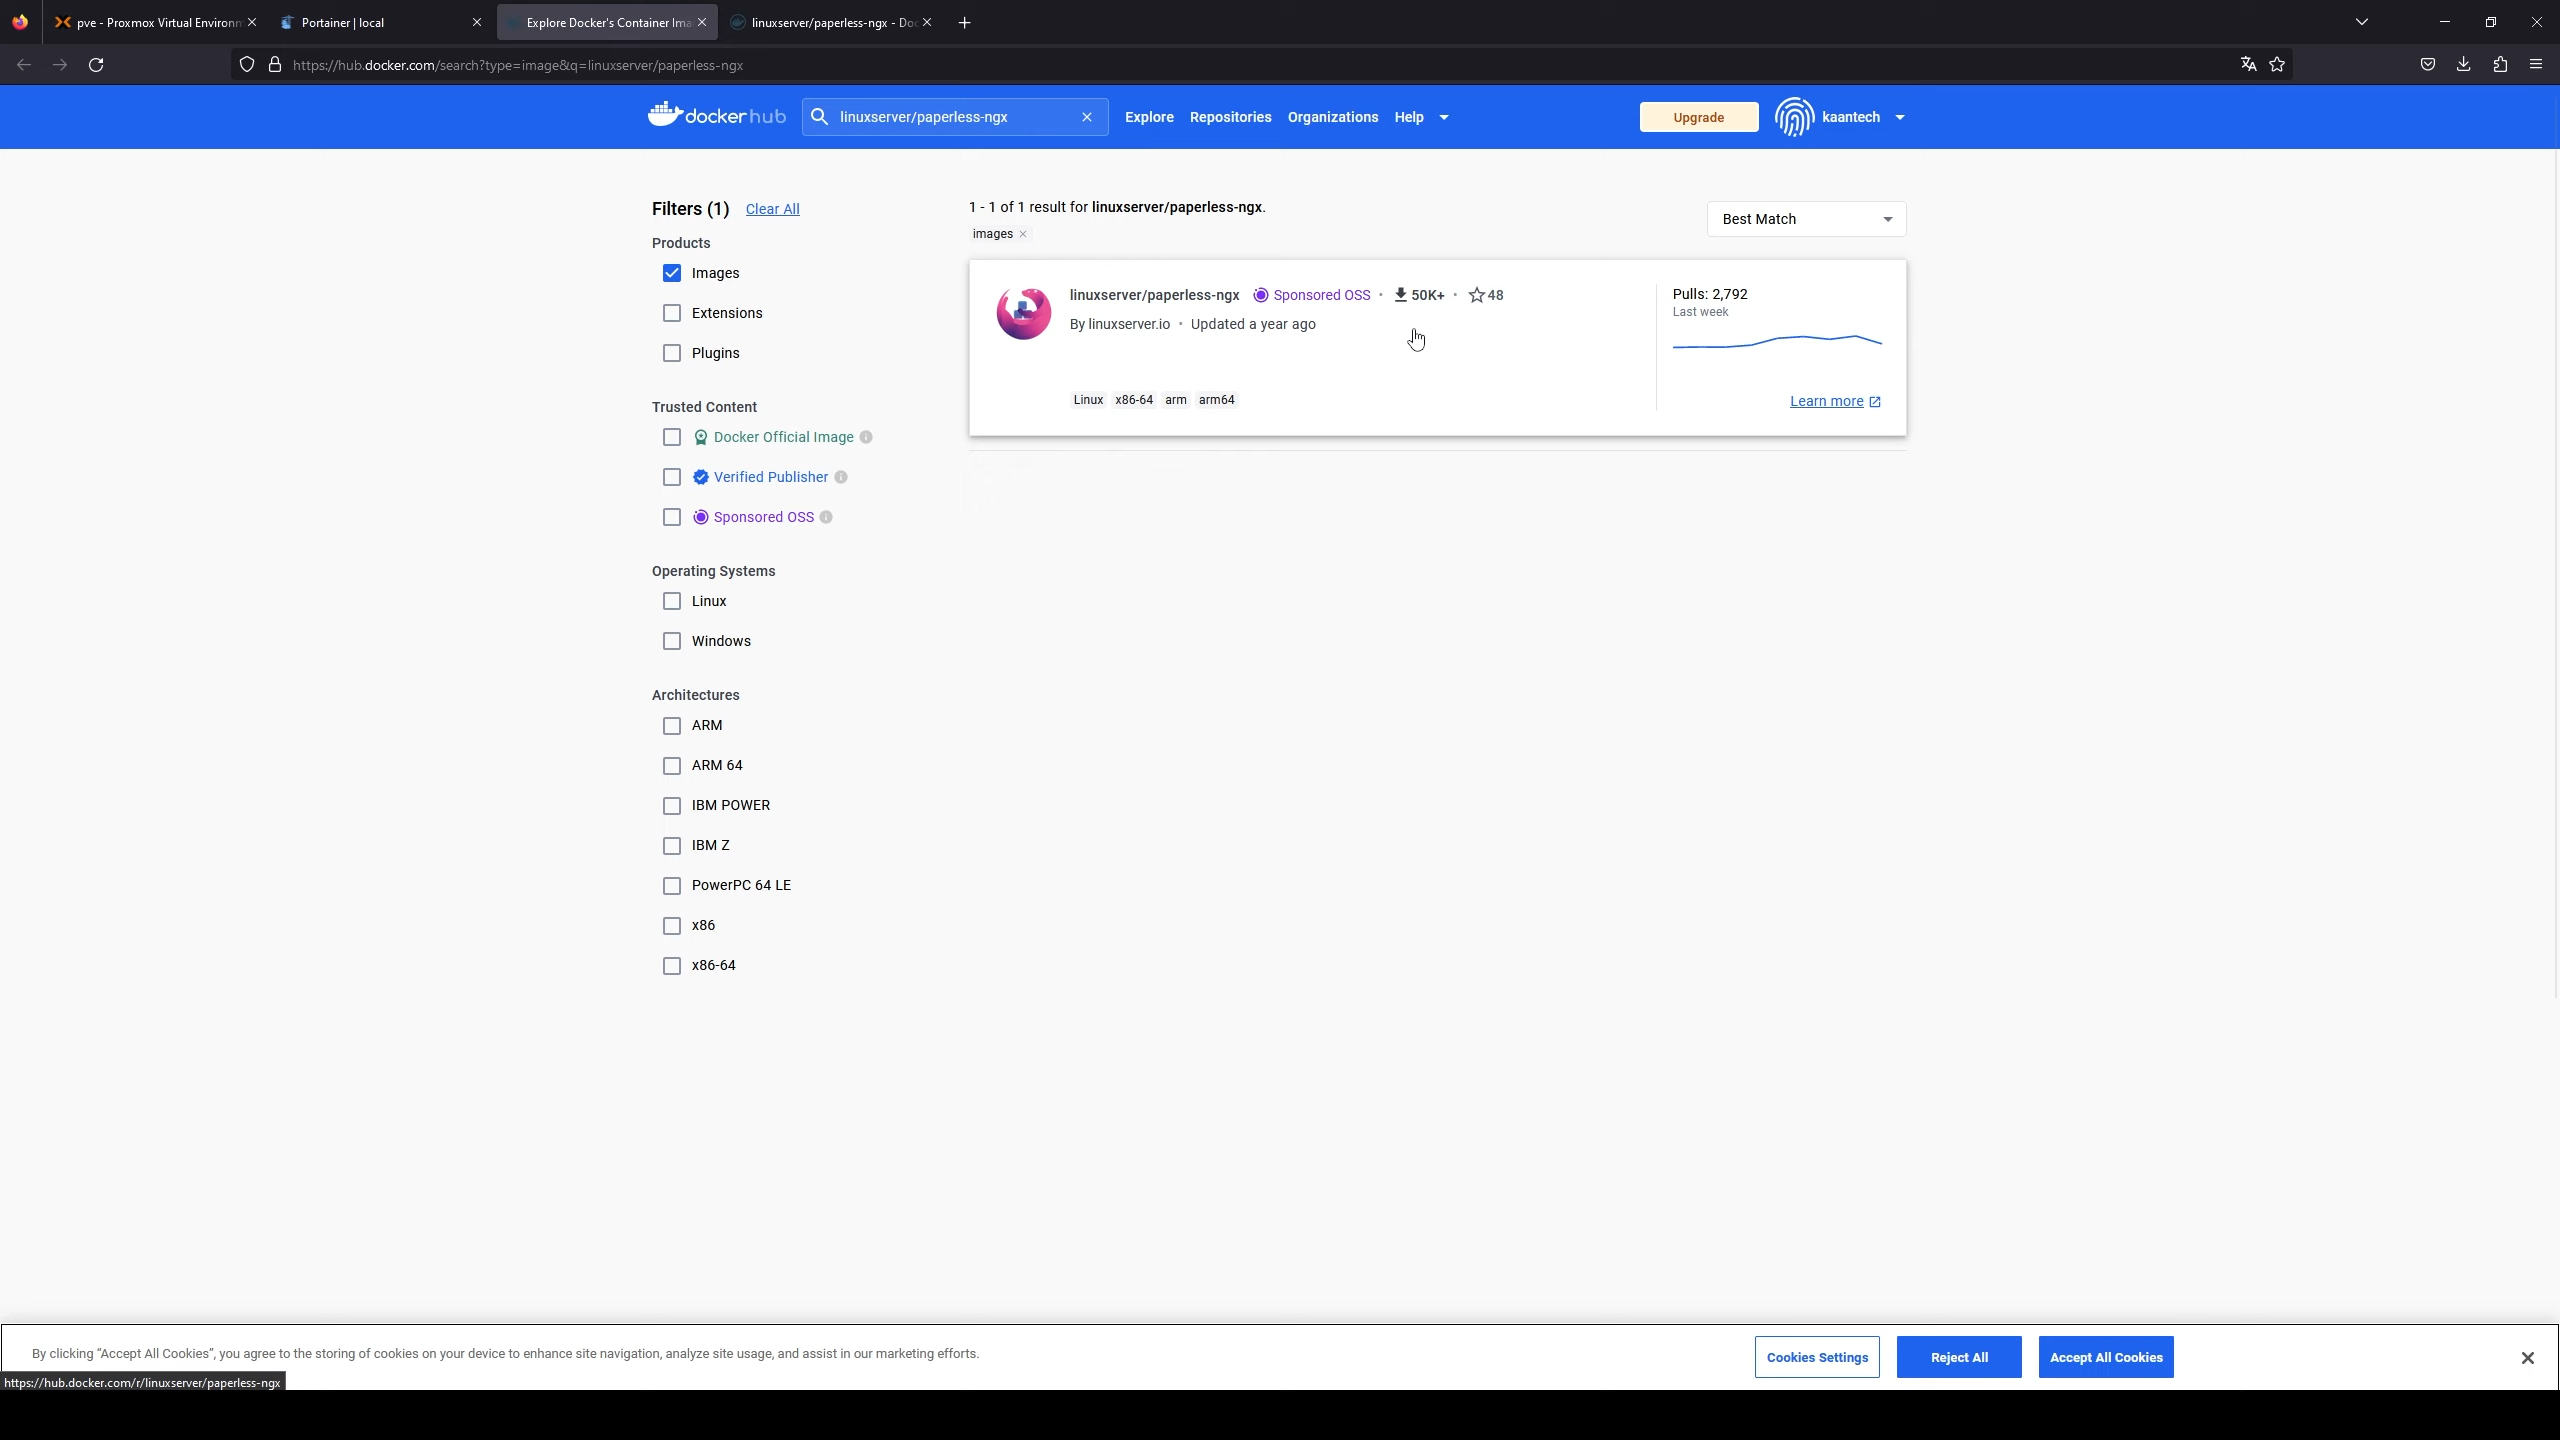 pve - Proxmox Virtual Environm
Portainer | local
Explore Docker's Container Ima
linuxserver/paperless-ngx - Doc
https://hub.docker.com/search?type=image&q=linuxserver/paperless-ngx
dockerhub
linuxserver/paperless-ngx
Explore
Repositories
Organizations
Help
Upgrade
kaantech
Filters (1)
Clear All
Products
Images
Extensions
Plugins
Trusted Content
Docker Official Image
Verified Publisher
Sponsored OSS
Operating Systems
Linux
Windows
Architectures
ARM
ARM 64
IBM POWER
IBM Z
PowerPC 64 LE
x86
x86-64
1 - 1 of 1 result for linuxserver/paperless-ngx.
images
Best Match
linuxserver/paperless-ngx Sponsored OSS · 50K+ · 48
By linuxserver.io · Updated a year ago
Linux x86-64 arm arm64
Pulls: 2,792
Last week
Learn more
By clicking “Accept All Cookies”, you agree to the storing of cookies on your device to enhance site navigation, analyze site usage, and assist in our marketing efforts.
Cookies Settings
Reject All
Accept All Cookies
https://hub.docker.com/r/linuxserver/paperless-ngx